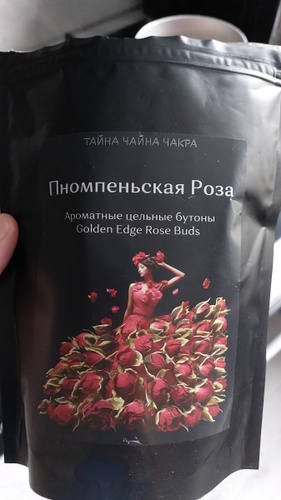 ТАЙНА ЧАЙНА ЧАКРА
Пномпеньская Роза
Ароматные цельные бутоны
Golden Edge Rose Buds